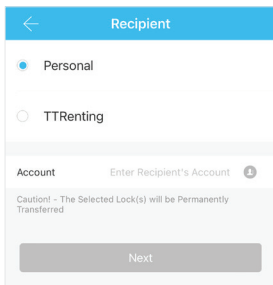 Recipient
Personal
TTRenting
Account Enter Recipient's Account
Caution! - The Selected Lock(s) will be Permanently
Transferred
Next